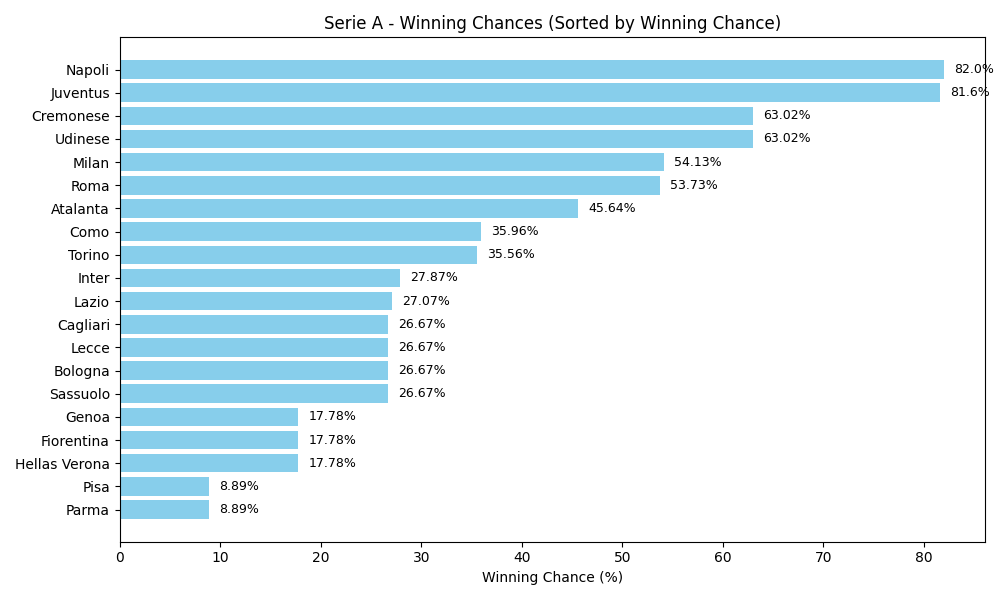 Serie A - Winning Chances (Sorted by Winning Chance)
Napoli 82.0%
Juventus 81.6%
Cremonese 63.02%
Udinese 63.02%
Milan 54.13%
Roma 53.73%
Atalanta 45.64%
Como 35.96%
Torino 35.56%
Inter 27.87%
Lazio 27.07%
Cagliari 26.67%
Lecce 26.67%
Bologna 26.67%
Sassuolo 26.67%
Genoa 17.78%
Fiorentina 17.78%
Hellas Verona 17.78%
Pisa 8.89%
Parma 8.89%
0 10 20 30 40 50 60 70 80
Winning Chance (%)